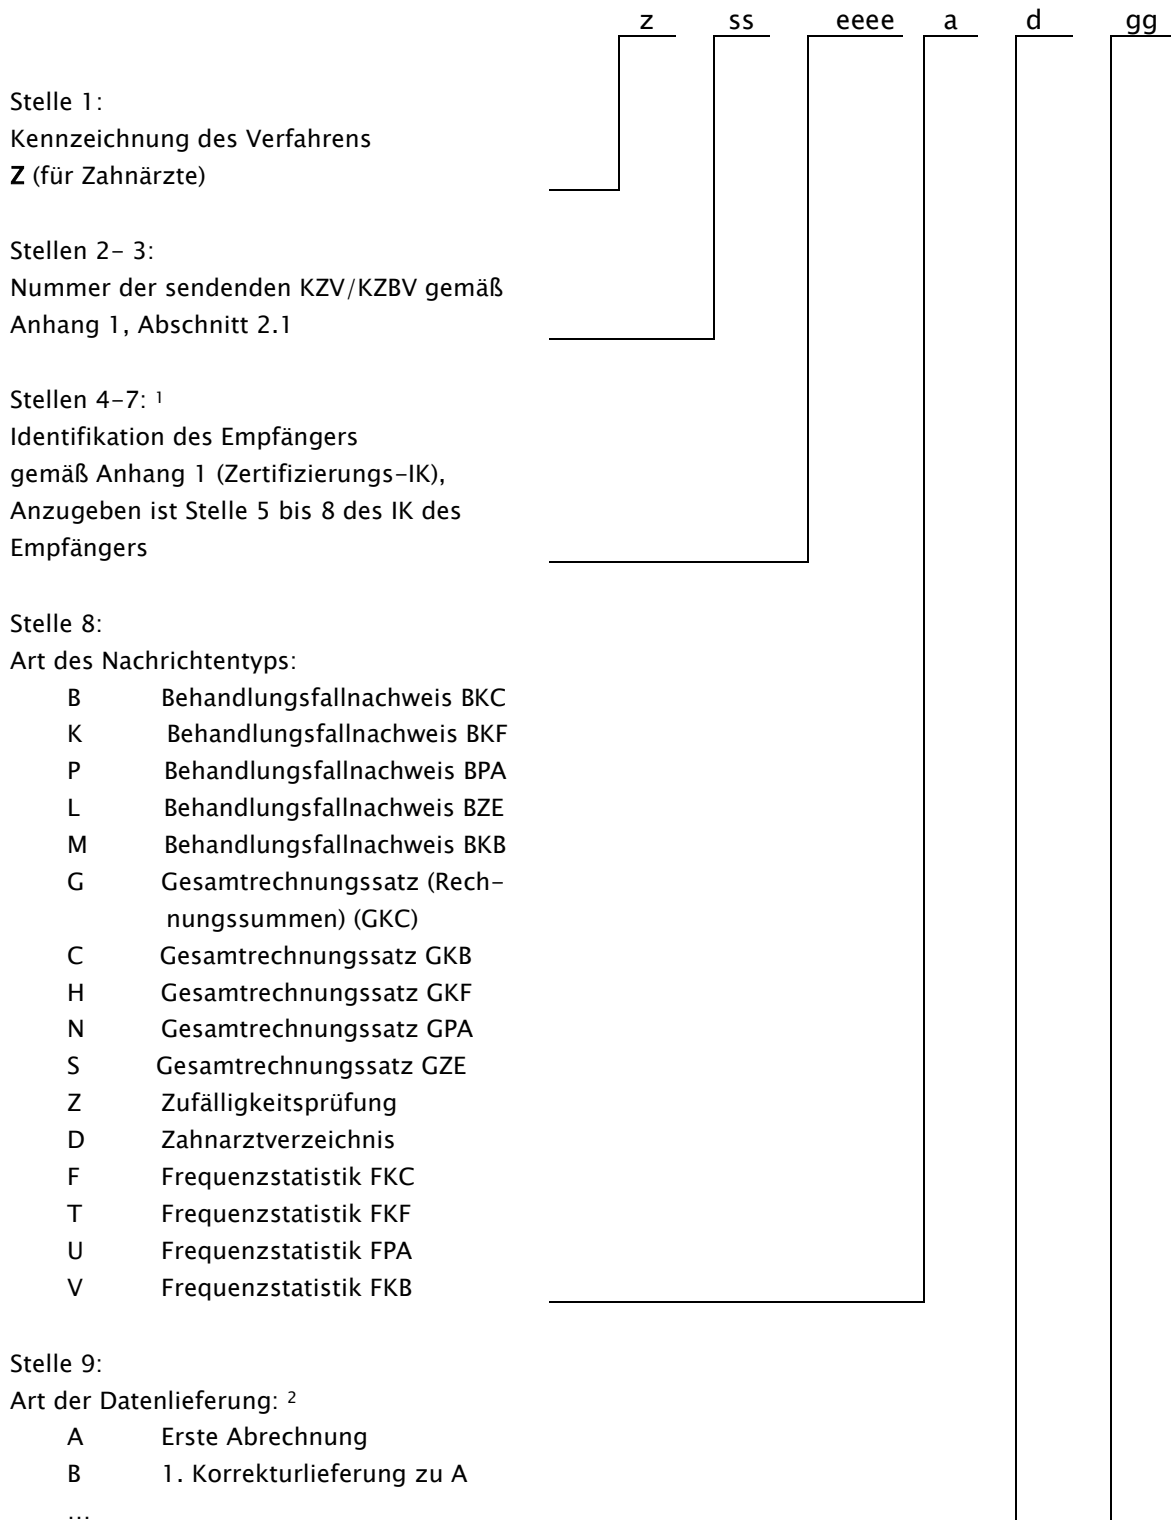 z ss eeee a d gg
Stelle 1:
Kennzeichnung des Verfahrens
Z (für Zahnärzte)
Stellen 2- 3:
Nummer der sendenden KZV/KZBV gemäß
Anhang 1, Abschnitt 2.1
Stellen 4-7: 1
Identifikation des Empfängers
gemäß Anhang 1 (Zertifizierungs-IK),
Anzugeben ist Stelle 5 bis 8 des IK des
Empfängers
Stelle 8:
Art des Nachrichtentyps:
B Behandlungsfallnachweis BKC
K Behandlungsfallnachweis BKF
P Behandlungsfallnachweis BPA
L Behandlungsfallnachweis BZE
M Behandlungsfallnachweis BKB
G Gesamtrechnungssatz (Rech-
nungssummen) (GKC)
C Gesamtrechnungssatz GKB
H Gesamtrechnungssatz GKF
N Gesamtrechnungssatz GPA
S Gesamtrechnungssatz GZE
Z Zufälligkeitsprüfung
D Zahnarztverzeichnis
F Frequenzstatistik FKC
T Frequenzstatistik FKF
U Frequenzstatistik FPA
V Frequenzstatistik FKB
Stelle 9:
Art der Datenlieferung: 2
A Erste Abrechnung
B 1. Korrekturlieferung zu A
...